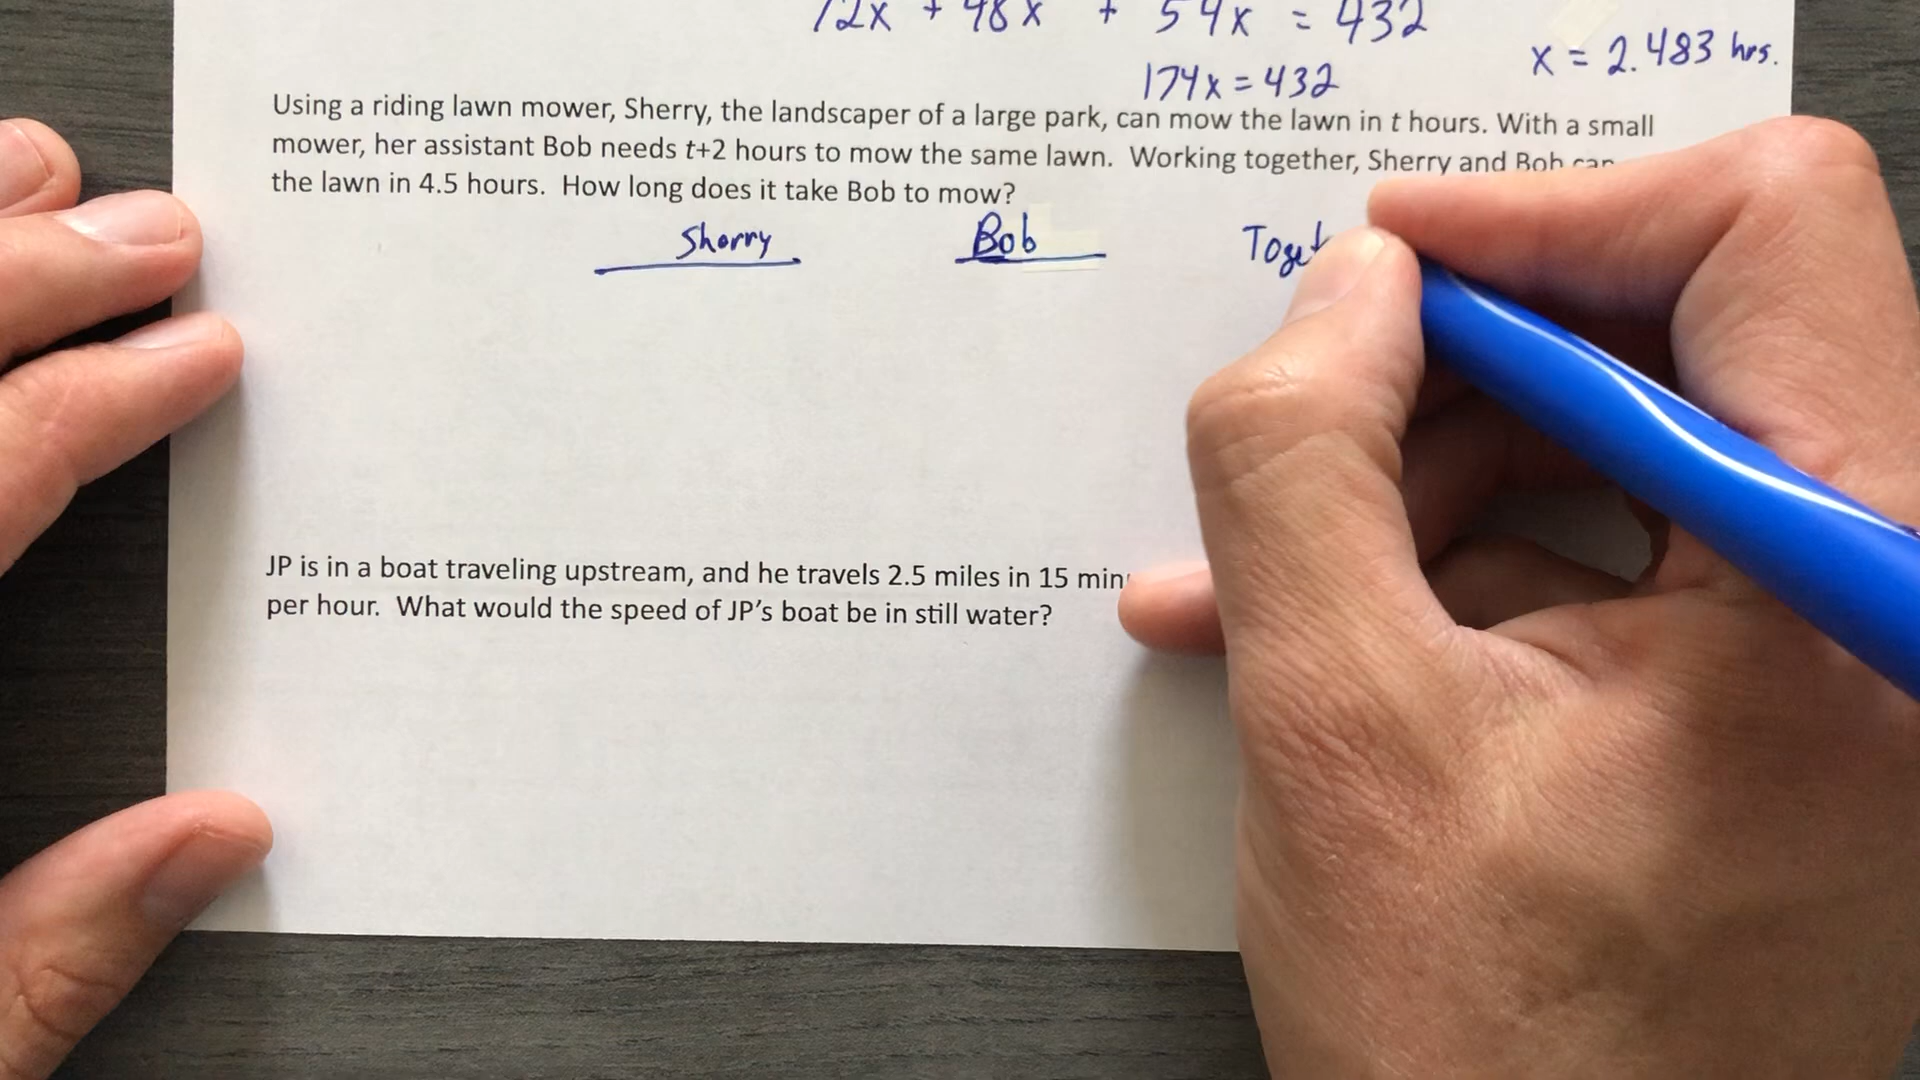 72x + 48x + 54x = 432
174x = 432
x = 2.483 hrs.
Using a riding lawn mower, Sherry, the landscaper of a large park, can mow the lawn in t hours. With a small
mower, her assistant Bob needs t+2 hours to mow the same lawn. Working together, Sherry and Bob can
the lawn in 4.5 hours. How long does it take Bob to mow?
Sherry Bob
JP is in a boat traveling upstream, and he travels 2.5 miles in 15
per hour. What would the speed of JP's boat be in still water?